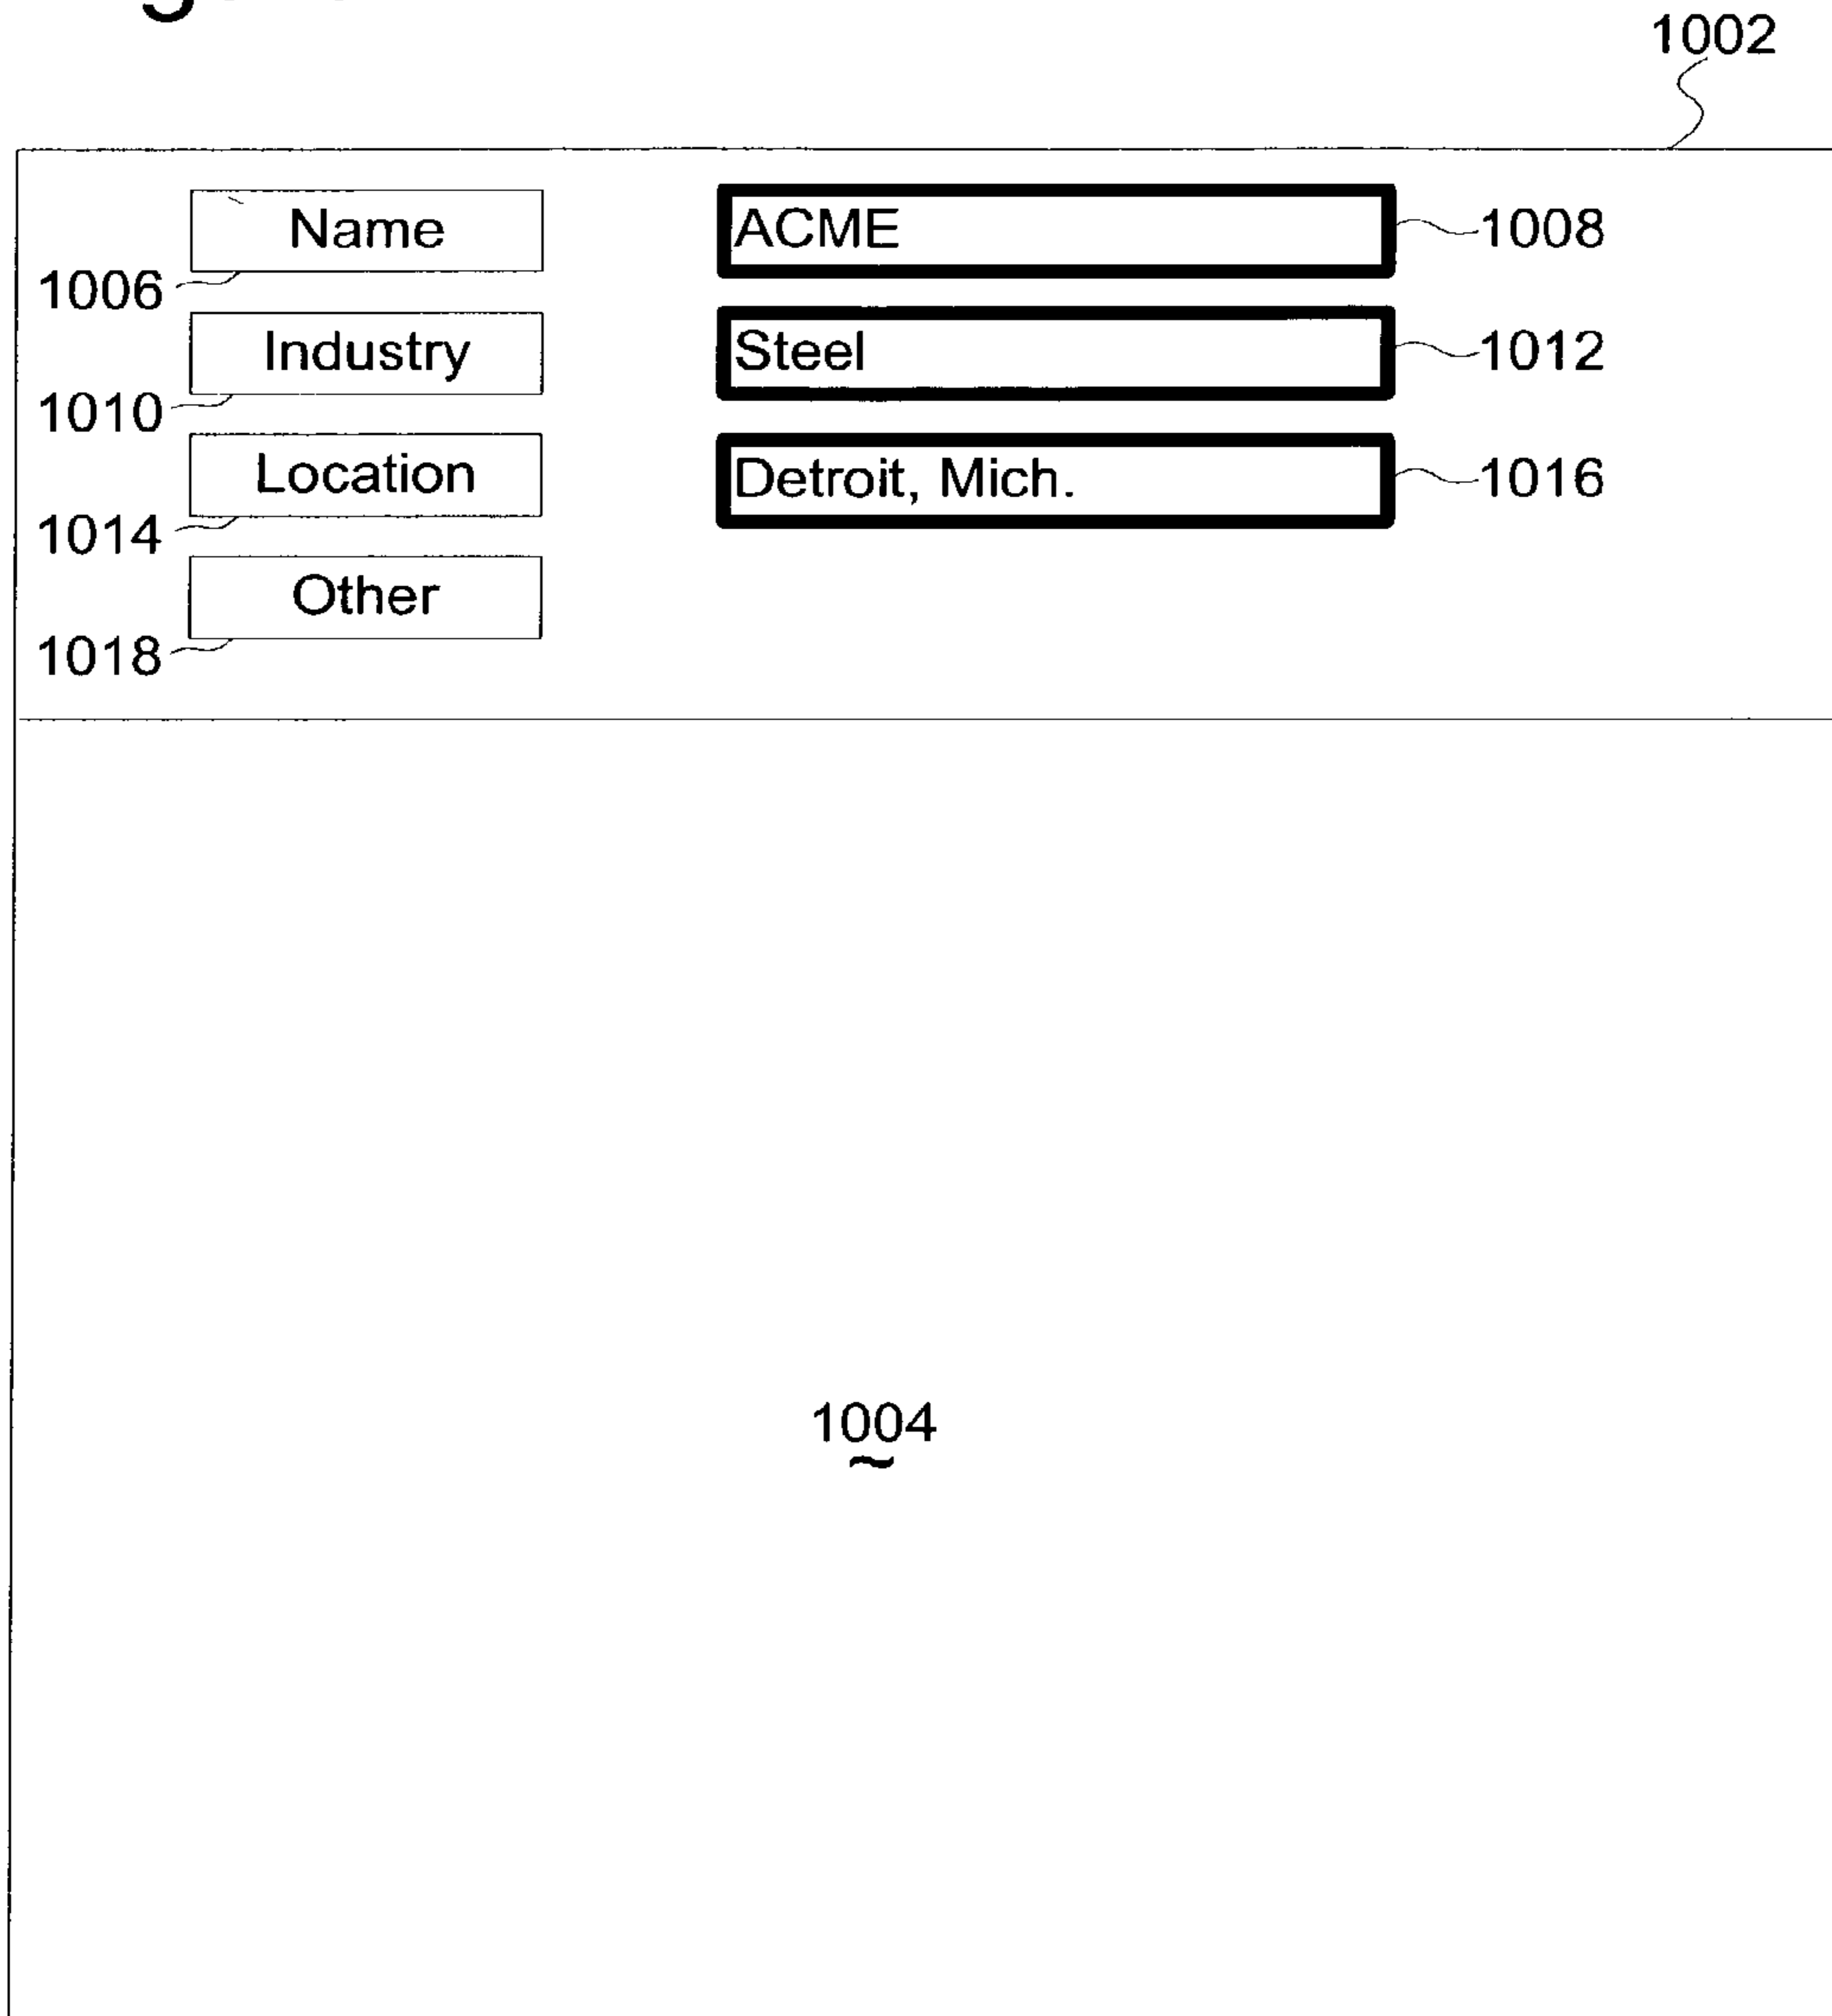 1002
Name ACME 1008
1006
Industry Steel 1012
1010
Location Detroit, Mich. 1016
1014
Other
1018
1004